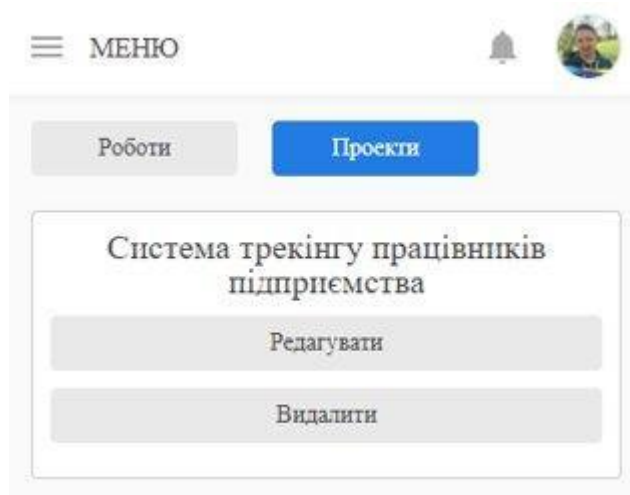 МЕНЮ
Роботи
Проекти
Система трекінгу працівників
підприємства
Редагувати
Видалити